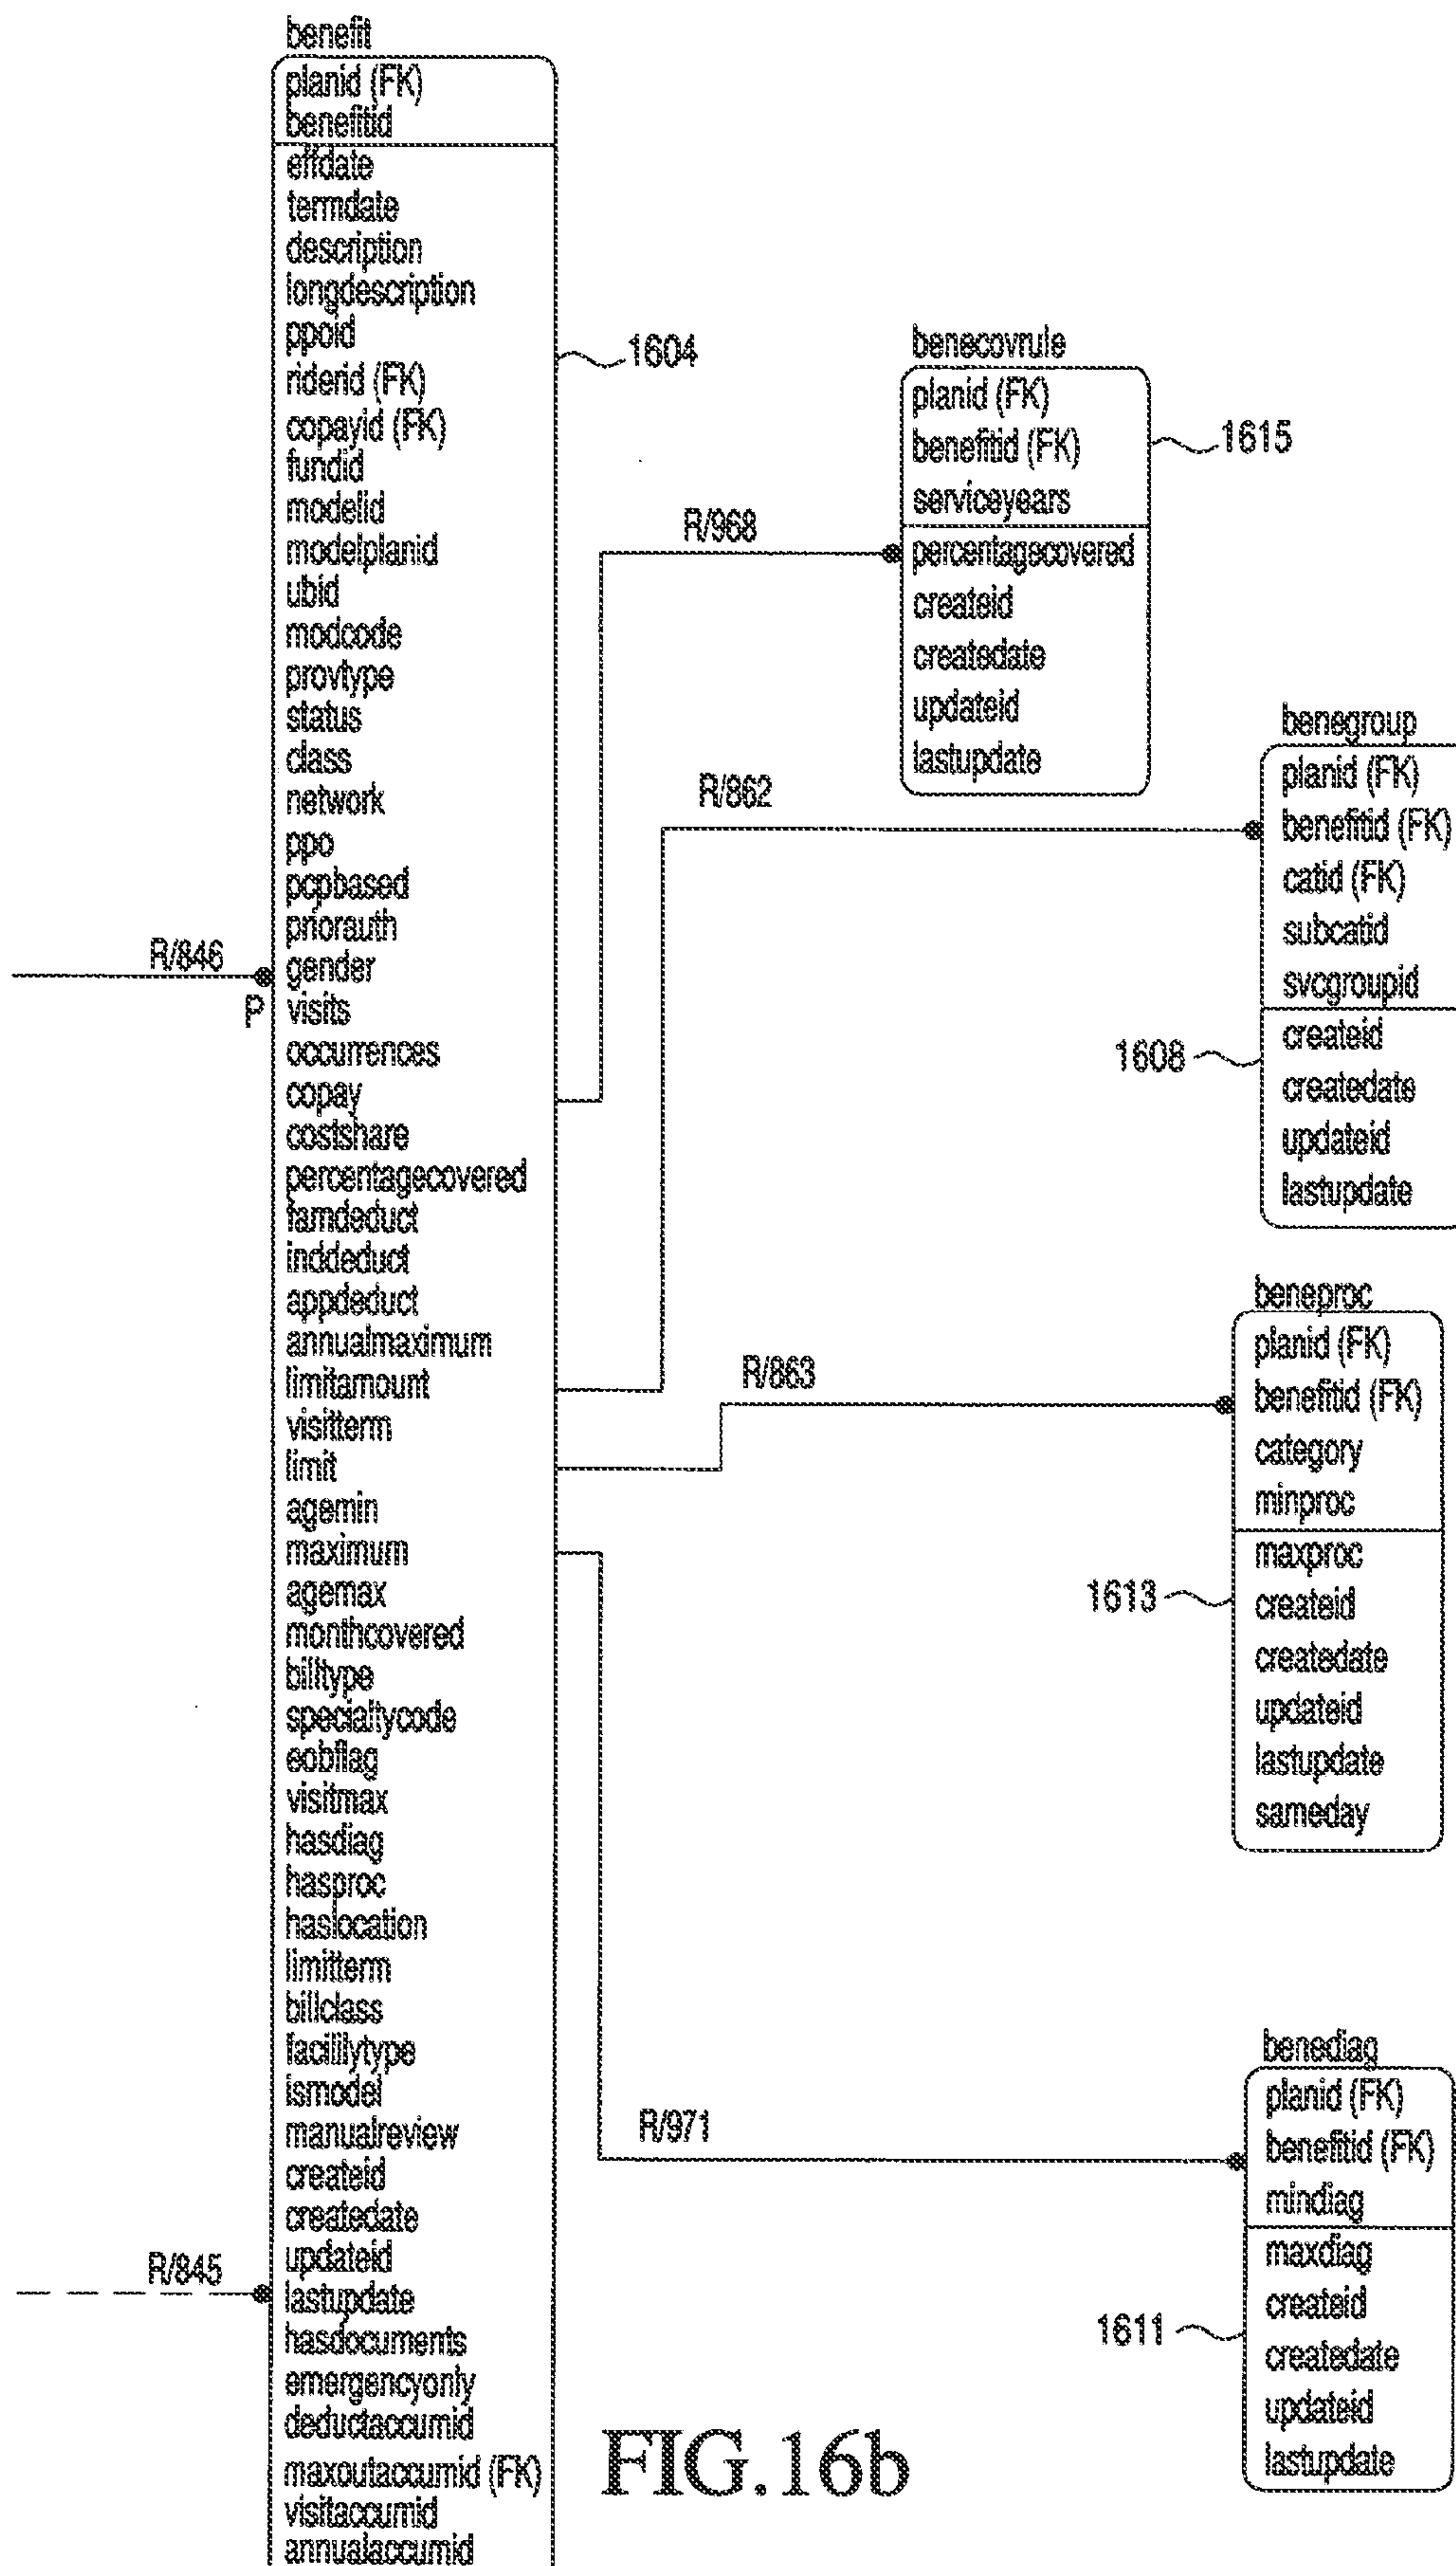 benefit
planid (FK)
benefitid
effdate
termdate
description
longdescription
ppoid
riderid (FK)
copayid (FK)
fundid
modelid
modelplanid
ubid
modcode
provtype
status
class
network
ppo
pcpbased
priorauth
gender
visits
occurrences
copay
costshare
percentagecovered
famdeduct
inddeduct
appdeduct
annualmaximum
limitamount
visitterm
limit
agemin
maximum
agemax
monthcovered
billtype
specialtycode
eobflag
visitmax
hasdiag
hasproc
haslocation
limitterm
billclass
facilitytype
ismodel
manualreview
createid
createdate
updateid
lastupdate
hasdocuments
emergencyonly
deductaccumid
maxoutaccumid (FK)
visitaccumid
annualaccumid
1604
R/846
P
R/845
R/968
R/862
R/863
R/971
benecovrule
planid (FK)
benefitid (FK)
serviceyears
percentagecovered
createid
createdate
updateid
lastupdate
1615
benegroup
planid (FK)
benefitid (FK)
catid (FK)
subcatid
svcgroupid
createid
createdate
updateid
lastupdate
1608
beneproc
planid (FK)
benefitid (FK)
category
minproc
maxproc
createid
createdate
updateid
lastupdate
sameday
1613
benediag
planid (FK)
benefitid (FK)
mindiag
maxdiag
createid
createdate
updateid
lastupdate
1611
FIG.16b